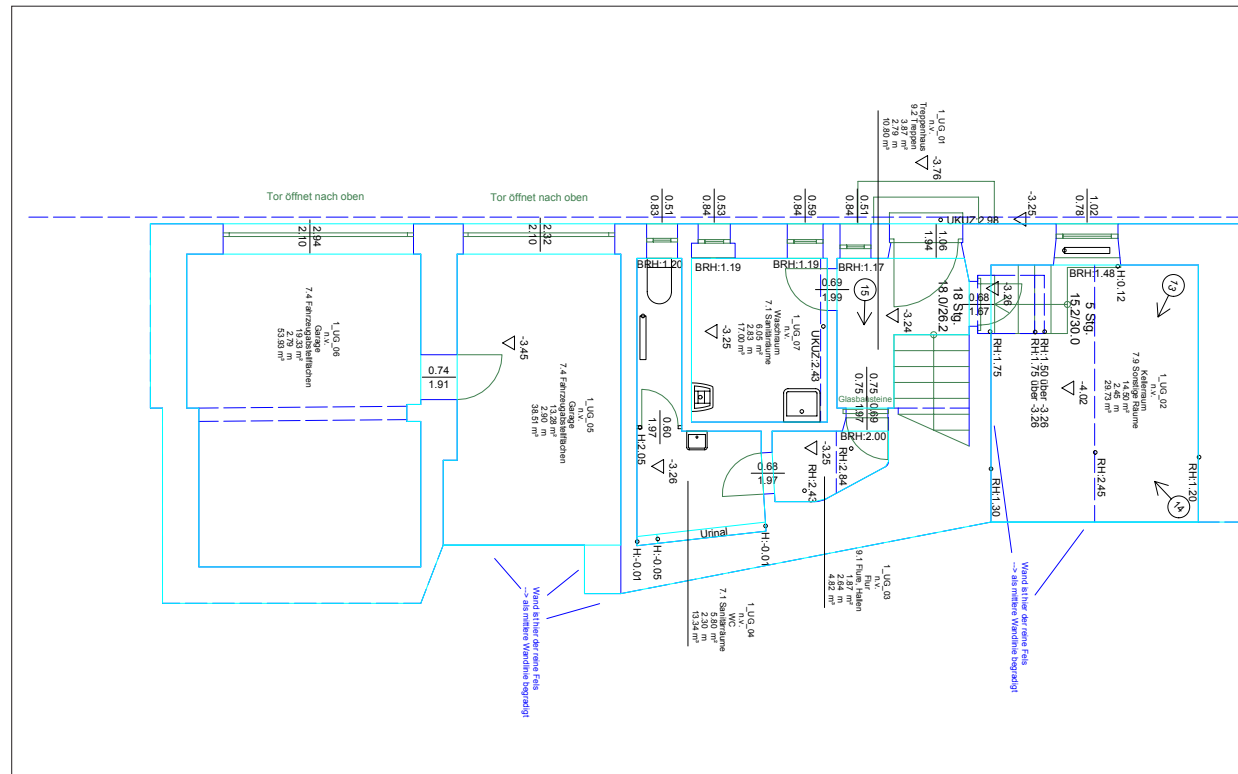 Tor öffnet nach oben
Tor öffnet nach oben
2.94
2.10
2.32
2.10
0.51
0.83
0.53
0.84
0.59
0.84
0.51
0.84
1_UG_01
n.v.
Treppenhaus
9.2 Treppen
3.87 m²
2.79 m
10.80 m³
-3.76
UKUZ:2.98
1.06
1.94
-3.25
1.02
0.78
BRH:1.20
BRH:1.19
BRH:1.19
BRH:1.17
BRH:1.48
H:0.12
13
0.69
1.99
15
-3.24
18 Stg.
18.0/26.2
0.68
1.67
-3.26
5 Stg.
15.2/30.0
RH:1.75
RH:1.50 über -3.26
RH:1.75 über -3.26
-4.02
1_UG_02
n.v.
Kellerraum
7.9 Sonstige Räume
14.50 m²
2.45 m
29.73 m³
RH:2.45
RH:1.20
RH:1.30
14
1_UG_07
n.v.
Waschraum
7.1 Sanitärräume
6.05 m²
2.83 m
17.00 m³
-3.25
UKUZ:2.43
1_UG_06
n.v.
Garage
7.4 Fahrzeugabstellflächen
19.33 m²
2.79 m
53.93 m³
0.74
1.91
-3.45
1_UG_05
n.v.
Garage
7.4 Fahrzeugabstellflächen
13.28 m²
2.90 m
38.51 m³
0.60
1.97
H:2.05
-3.26
0.75
0.75
0.69
1.97
Glasbausteine
BRH:2.00
-3.25
RH:2.84
RH:2.43
0.68
1.97
Urinal
H:-0.01
H:-0.05
H:-0.01
1_UG_03
n.v.
Flur
9.1 Flure, Hallen
1.87 m²
2.64 m
4.82 m³
1_UG_04
n.v.
WC
7.1 Sanitärräume
5.80 m²
2.30 m
13.34 m³
Wand ist hier der reine Fels
--> als mittlere Wandlinie begradigt
Wand ist hier der reine Fels
--> als mittlere Wandlinie begradigt